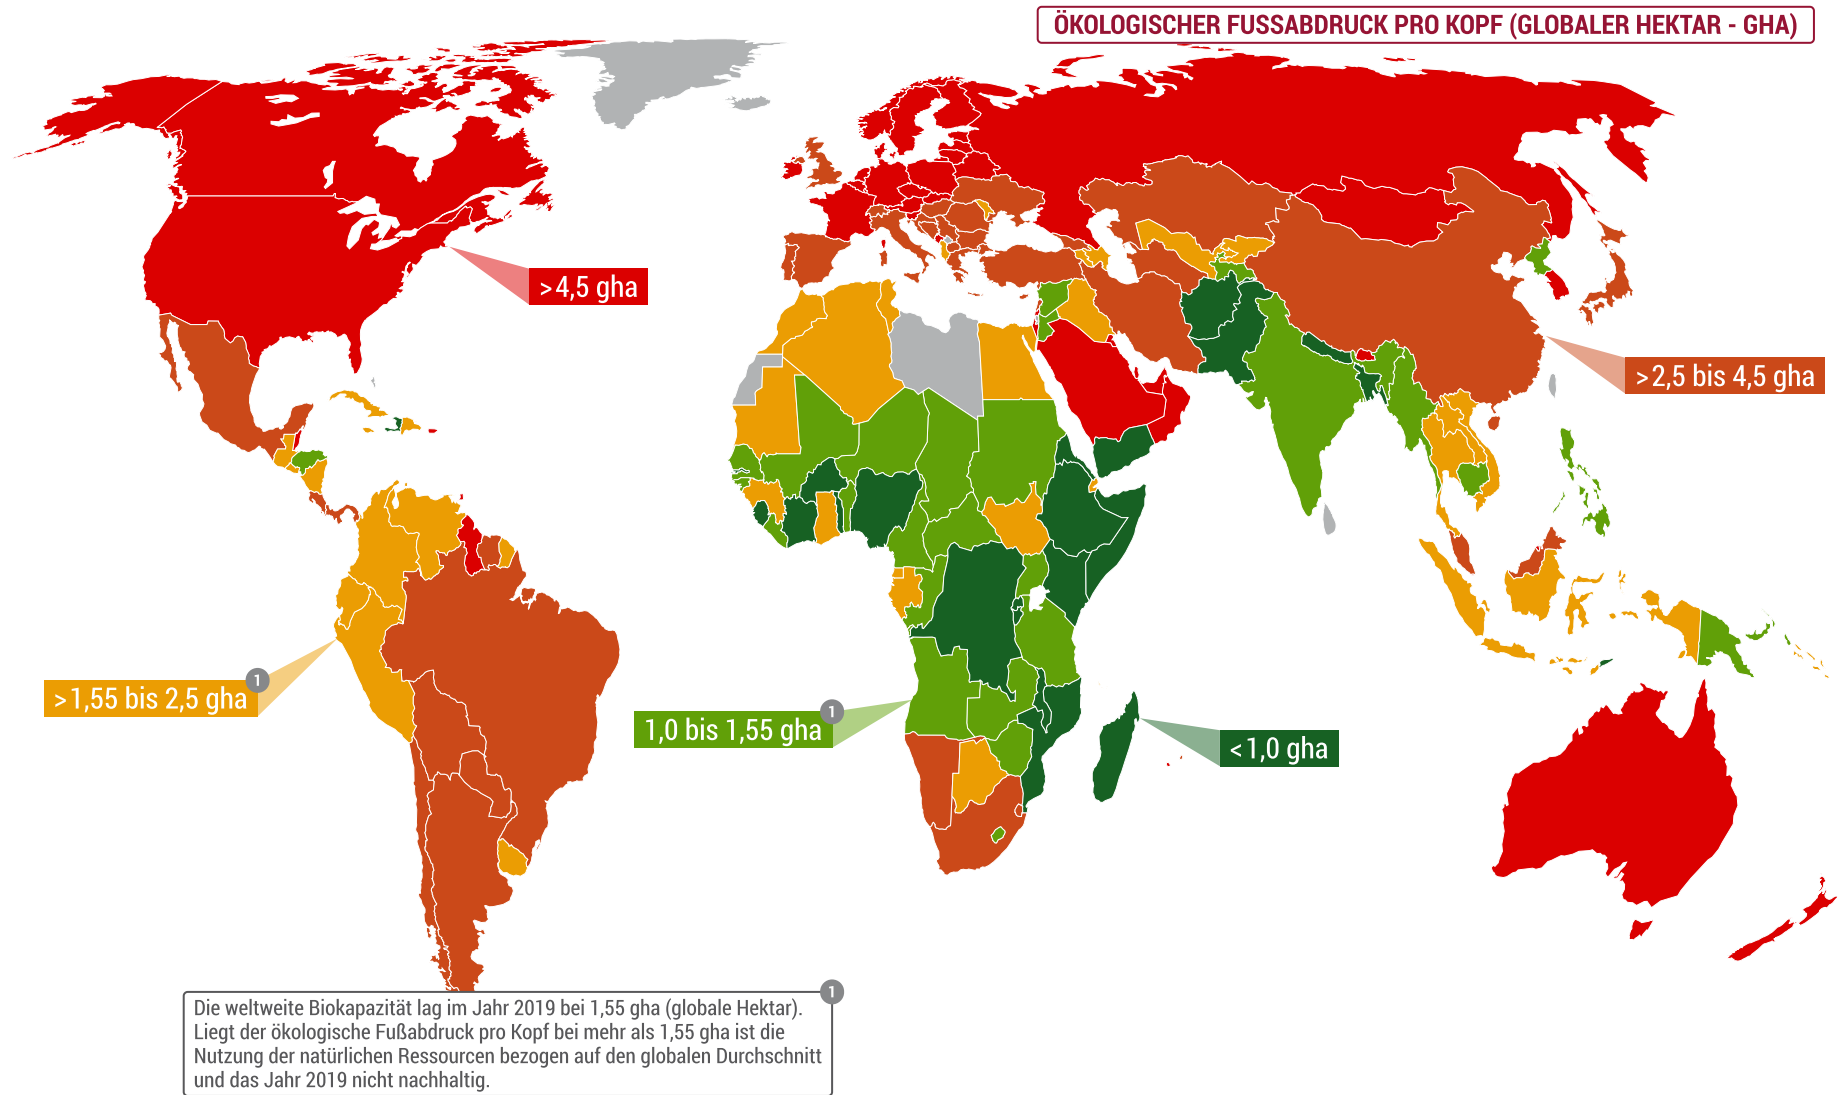 ÖKOLOGISCHER FUSSABDRUCK PRO KOPF (GLOBALER HEKTAR - GHA)
>4,5 gha
>2,5 bis 4,5 gha
>1,55 bis 2,5 gha
1
1,0 bis 1,55 gha
1
<1,0 gha
1
Die weltweite Biokapazität lag im Jahr 2019 bei 1,55 gha (globale Hektar).
Liegt der ökologische Fußabdruck pro Kopf bei mehr als 1,55 gha ist die
Nutzung der natürlichen Ressourcen bezogen auf den globalen Durchschnitt
und das Jahr 2019 nicht nachhaltig.